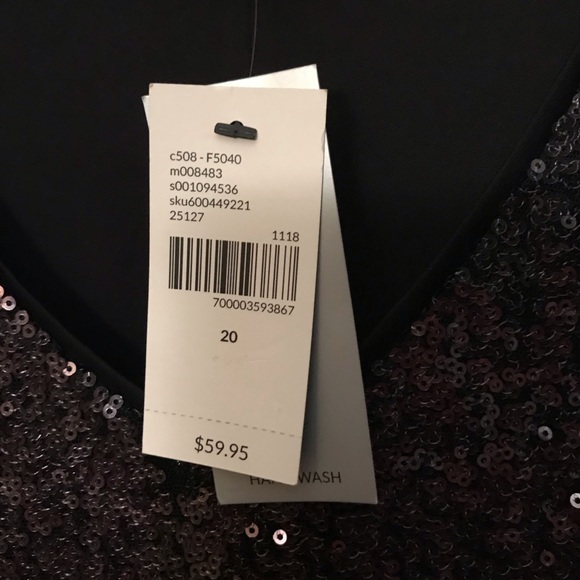 c508 - F5040
m008483
s001094536
sku600449221
25127
1118
700003593867
20
$59.95
WASH